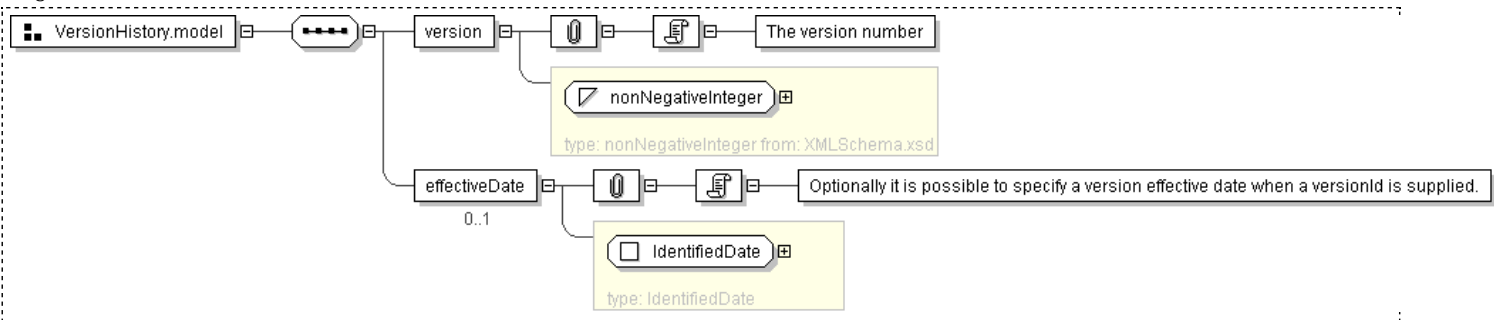 VersionHistory.model
version
The version number
nonNegativeInteger
type: nonNegativeInteger from: XMLSchema.xsd
effectiveDate
Optionally it is possible to specify a version effective date when a versionId is supplied.
0..1
IdentifiedDate
type: IdentifiedDate